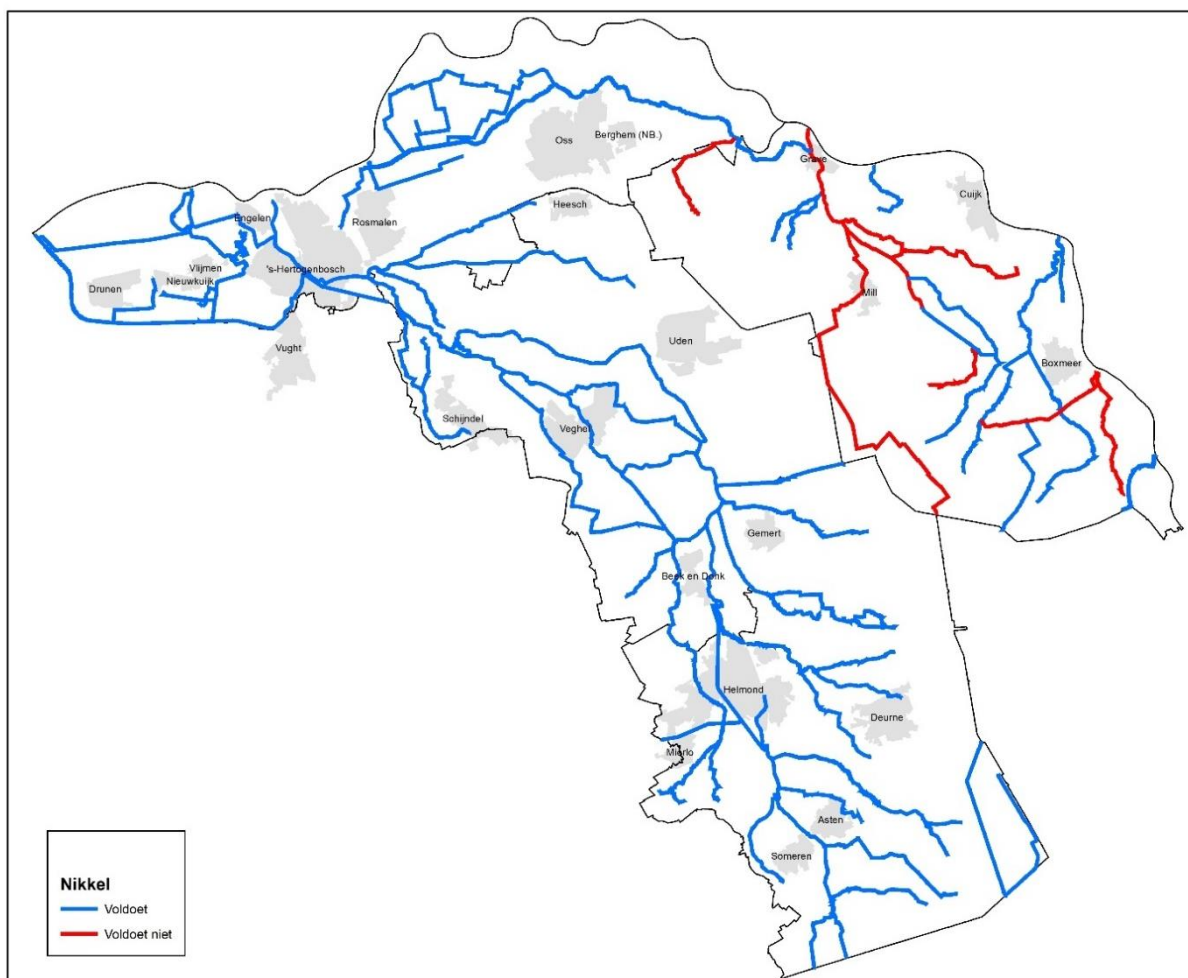 Oss
Berghem (NB.)
Grave
Cuijk
Heesch
Engelen
Rosmalen
Vlijmen
Nieuwkuijk
's-Hertogenbosch
Drunen
Mill
Vught
Uden
Boxmeer
Schijndel
Veghel
Gemert
Beek en Donk
Helmond
Deurne
Mierlo
Asten
Someren
Nikkel
Voldoet
Voldoet niet